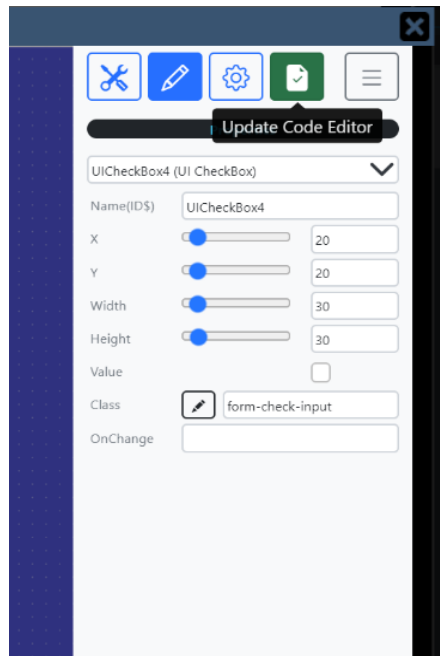 Update Code Editor
UICheckBox4 (UI CheckBox)
Name(ID$) UICheckBox4
X 20
Y 20
Width 30
Height 30
Value
Class form-check-input
OnChange